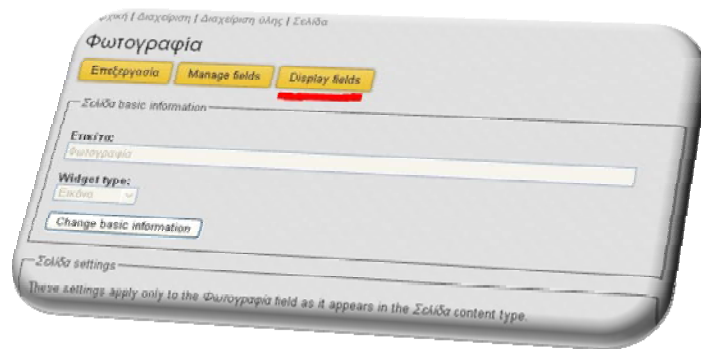 ρχική | Διαχείριση | Διαχείριση ύλης | Σελίδα
Φωτογραφία
Επεξεργασία Manage fields Display fields
Σελίδα basic information
Ετικέτα:
Φωτογραφία
Widget type:
Εικόνα
Change basic information
Σελίδα settings
These settings apply only to the Φωτογραφία field as it appears in the Σελίδα content type.